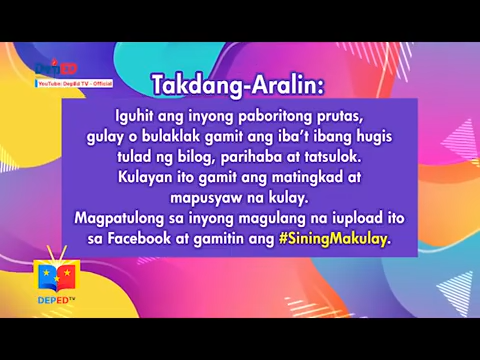 DepED
YouTube: DepEd TV - Official
Takdang-Aralin:
Iguhit ang inyong paboritong prutas,
gulay o bulaklak gamit ang iba't ibang hugis
tulad ng bilog, parihaba at tatsulok.
Kulayan ito gamit ang matingkad at
mapusyaw na kulay.
Magpatulong sa inyong magulang na iupload ito
sa Facebook at gamitin ang #SiningMakulay.
DEPED TV